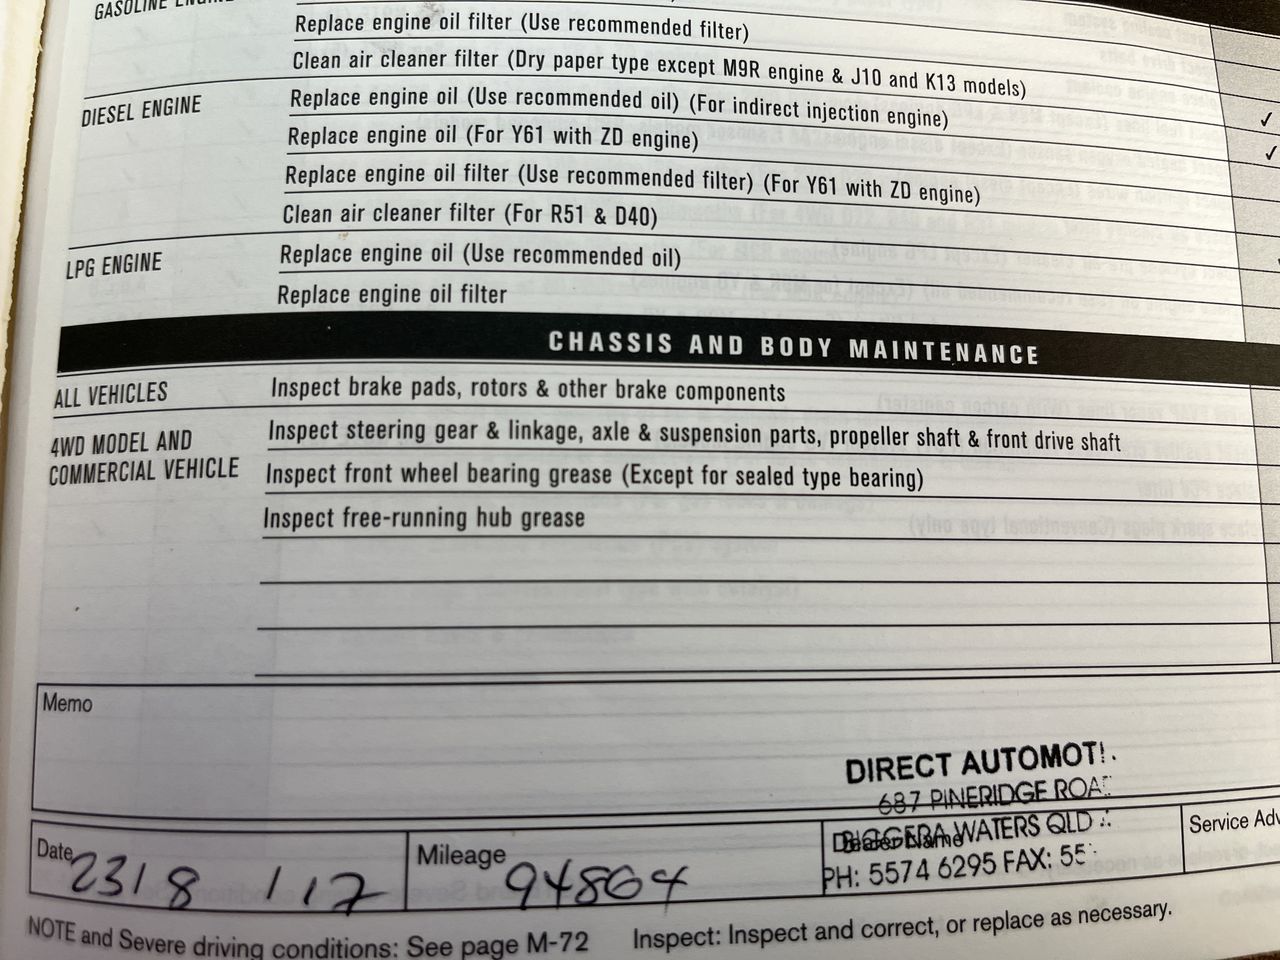 GASOLINE ENGINE
Replace engine oil filter (Use recommended filter)
Clean air cleaner filter (Dry paper type except M9R engine & J10 and K13 models)
DIESEL ENGINE
Replace engine oil (Use recommended oil) (For indirect injection engine)
Replace engine oil (For Y61 with ZD engine)
Replace engine oil filter (Use recommended filter) (For Y61 with ZD engine)
Clean air cleaner filter (For R51 & D40)
LPG ENGINE
Replace engine oil (Use recommended oil)
Replace engine oil filter
CHASSIS AND BODY MAINTENANCE
ALL VEHICLES
Inspect brake pads, rotors & other brake components
4WD MODEL AND
COMMERCIAL VEHICLE
Inspect steering gear & linkage, axle & suspension parts, propeller shaft & front drive shaft
Inspect front wheel bearing grease (Except for sealed type bearing)
Inspect free-running hub grease
Memo
DIRECT AUTOMOTI
687 PINERIDGE ROA
BIGGERA WATERS QLD
PH: 5574 6295 FAX: 55
Date 23/8/17
Mileage 94864
Dealer Name
Service Adv
NOTE and Severe driving conditions: See page M-72 Inspect: Inspect and correct, or replace as necessary.